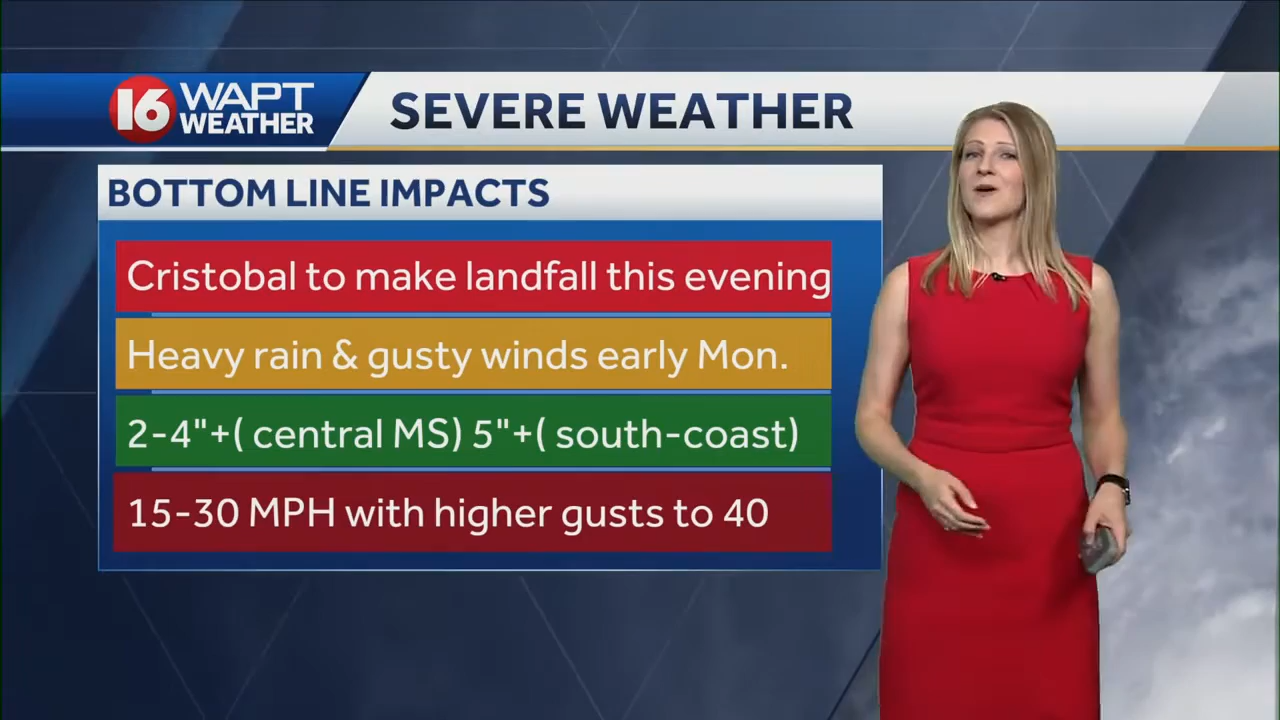 16 WAPT
WEATHER
SEVERE WEATHER
BOTTOM LINE IMPACTS
Cristobal to make landfall this evening
Heavy rain & gusty winds early Mon.
2-4"+( central MS) 5"+( south-coast)
15-30 MPH with higher gusts to 40